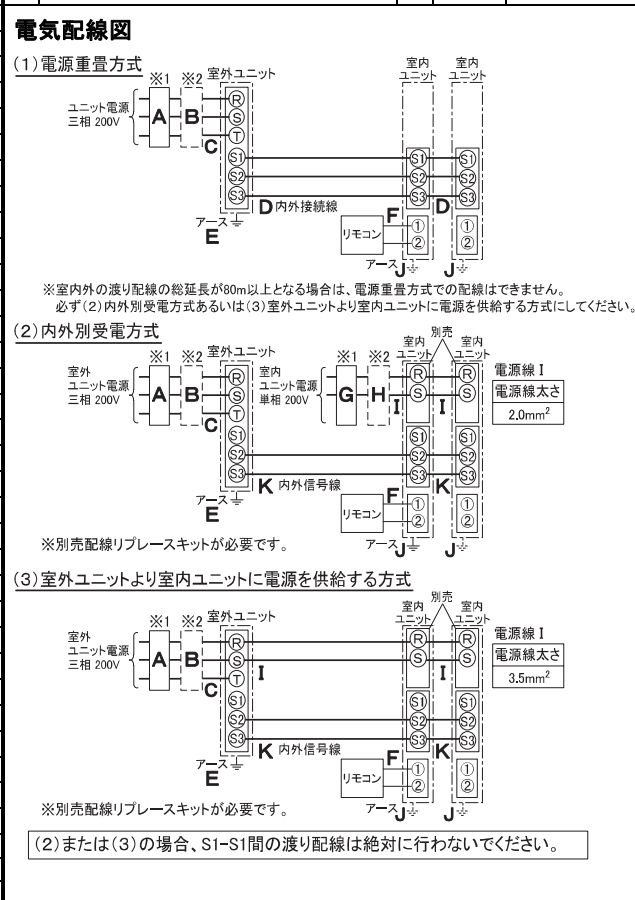 電気配線図
(1)電源重畳方式
※1 ※2 室外ユニット
室内
ユニット
室内
ユニット
ユニット電源
三相 200V
A B C
R
S
T
S1
S2
S3
S1
S2
S3
S1
S2
S3
D 内外接続線
D
F
リモコン
①
②
①
②
アース
E
アース J
J
※室内外の渡り配線の総延長が80m以上となる場合は、電源重畳方式での配線はできません。
必ず(2)内外別受電方式あるいは(3)室外ユニットより室内ユニットに電源を供給する方式にしてください。
(2)内外別受電方式
別売
※1 ※2 室外ユニット
※1 ※2
室内
ユニット
室内
ユニット
室外
ユニット電源
三相 200V
A B C
R
S
T
S1
S2
S3
室内
ユニット電源
単相 200V
G H I I
R
S
S1
S2
S3
R
S
S1
S2
S3
電源線 I
電源線太さ
2.0mm²
K 内外信号線
K
F
リモコン
①
②
①
②
アース
E
アース J
J
※別売配線リプレースキットが必要です。
(3)室外ユニットより室内ユニットに電源を供給する方式
別売
※1 ※2 室外ユニット
室内
ユニット
室内
ユニット
室外
ユニット電源
三相 200V
A B C
R
S
T
S1
S2
S3
I I
R
S
S1
S2
S3
R
S
S1
S2
S3
電源線 I
電源線太さ
3.5mm²
K 内外信号線
K
F
リモコン
①
②
①
②
アース
E
アース J
J
※別売配線リプレースキットが必要です。
(2)または(3)の場合、S1-S1間の渡り配線は絶対に行わないでください。